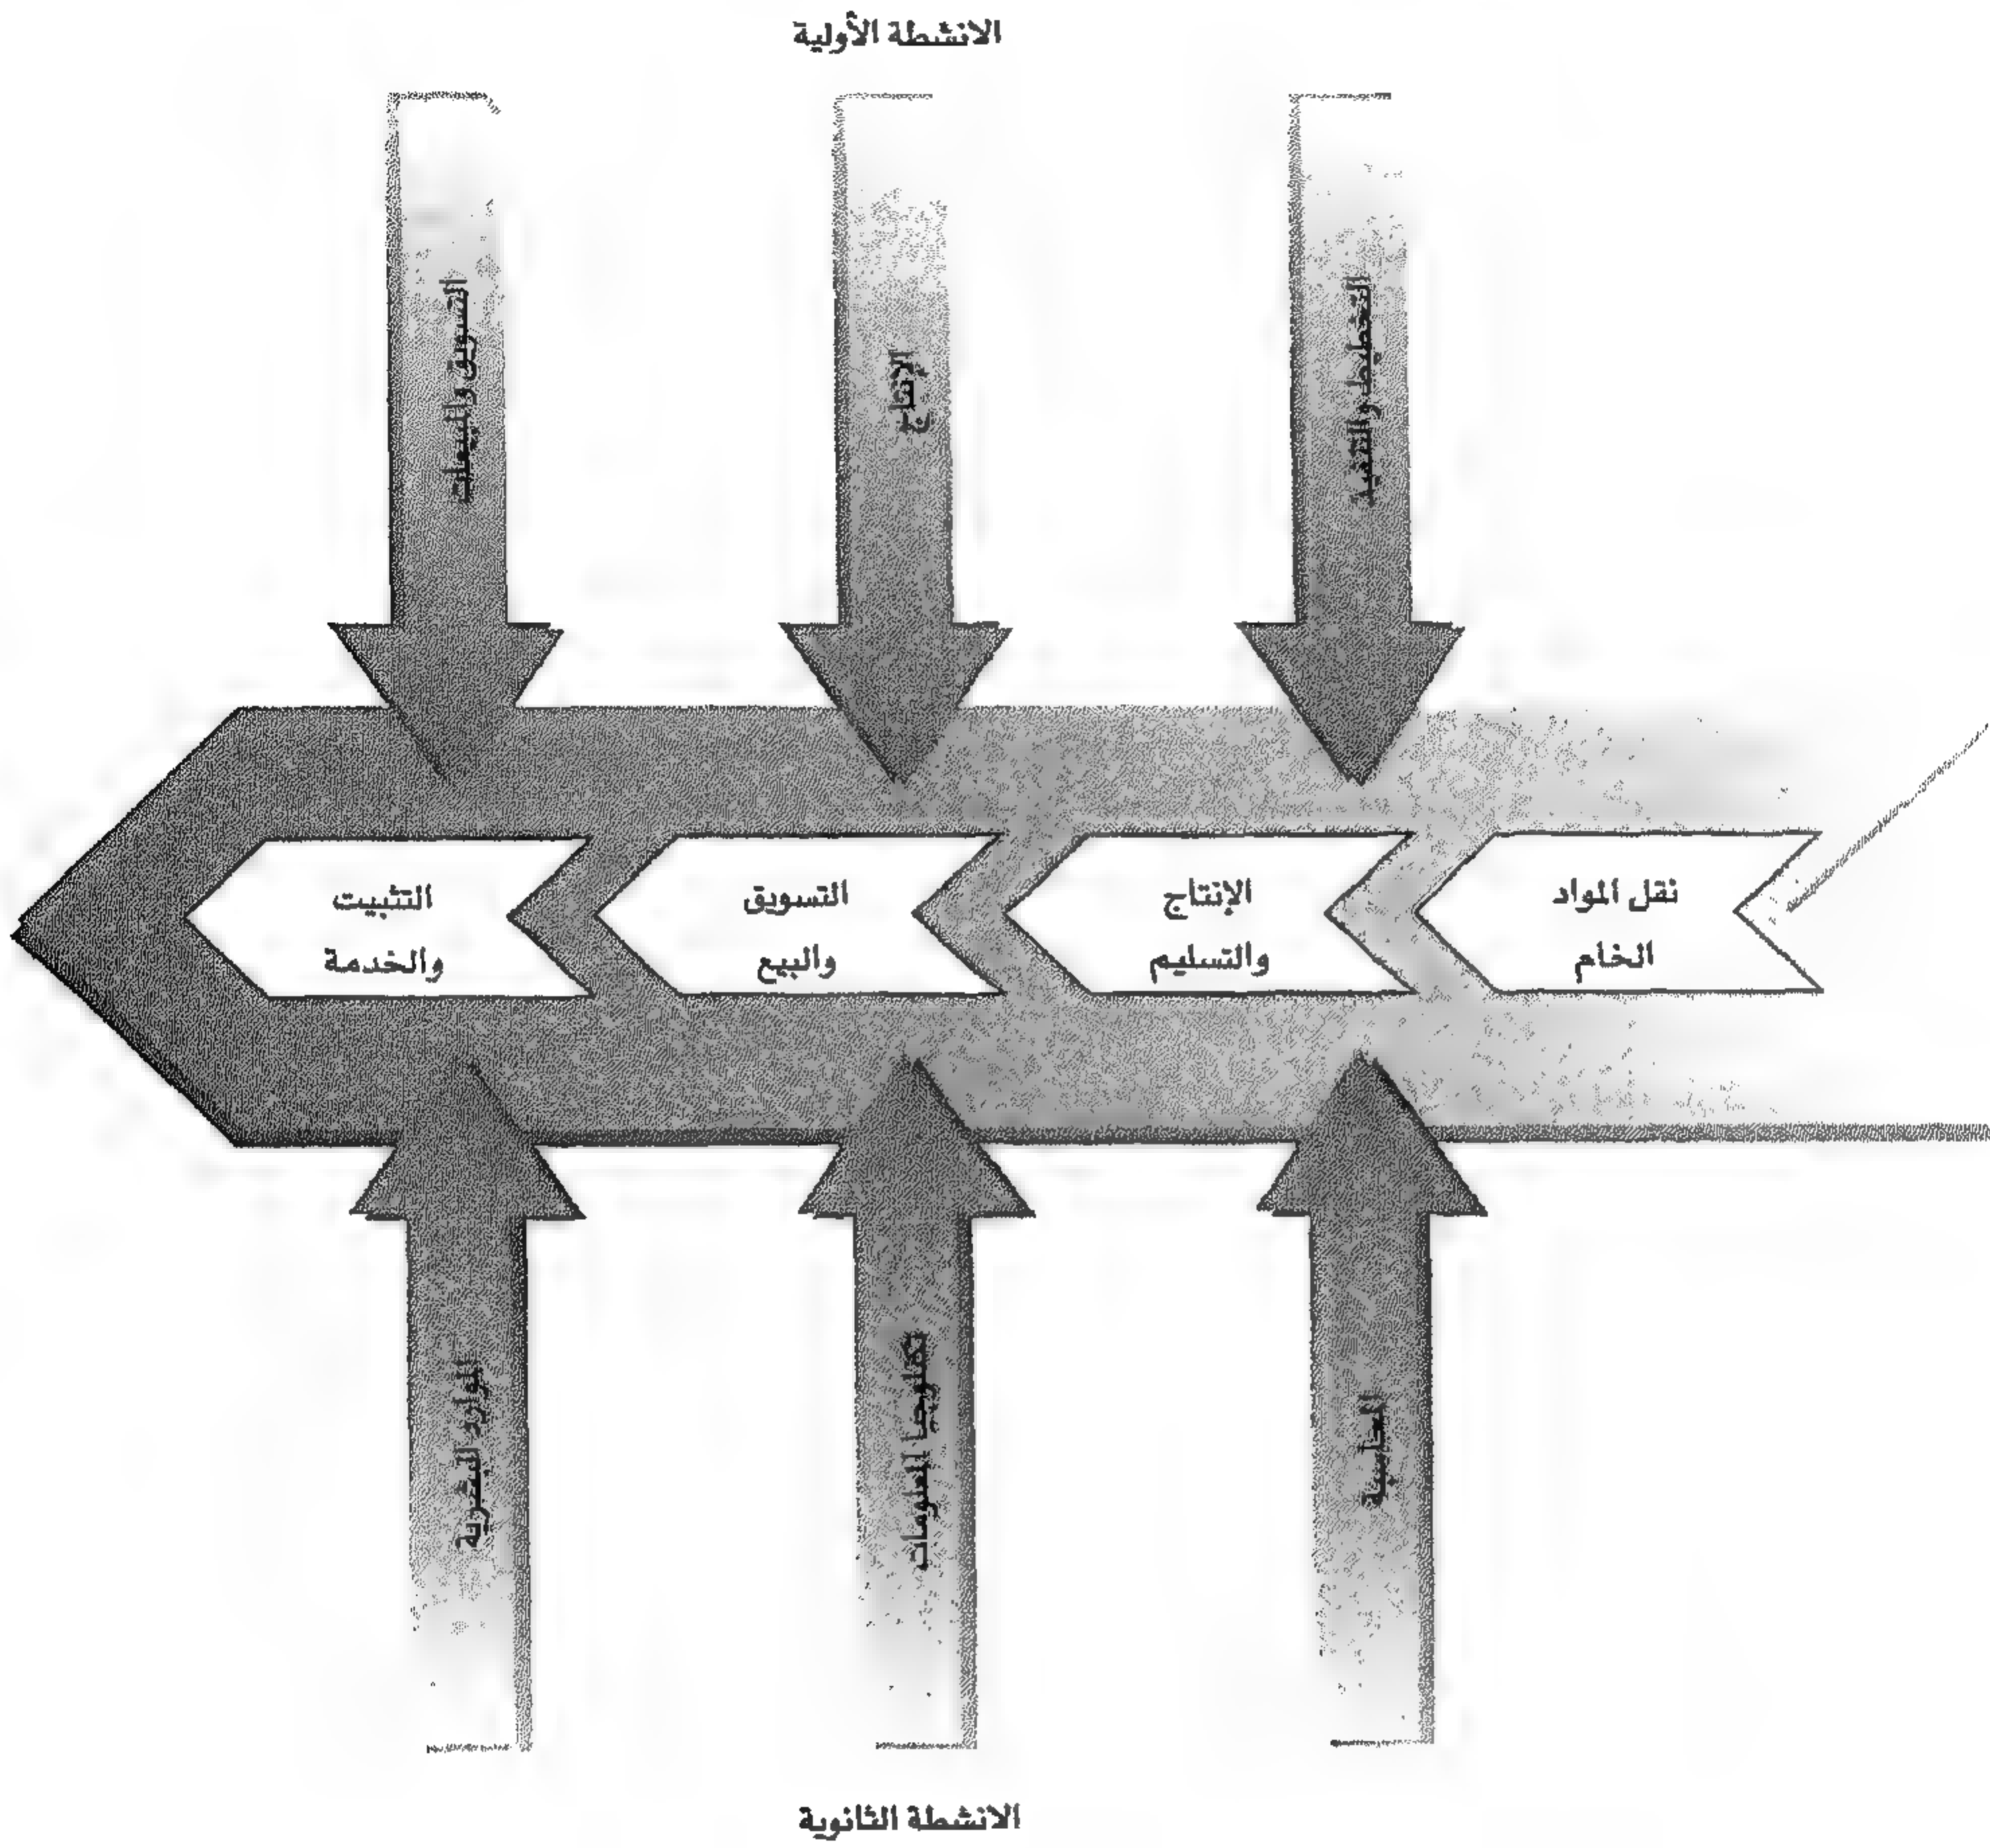 الانشطة الأولية
التخطيط والتنفيذ
الإنتاج
التسويق والمبيعات
نقل المواد
الخام
الإنتاج
والتسليم
التسويق
والبيع
التثبيت
والخدمة
المحاسبة
تكنلوجيا المعلومات
الموارد البشرية
الانشطة الثانوية